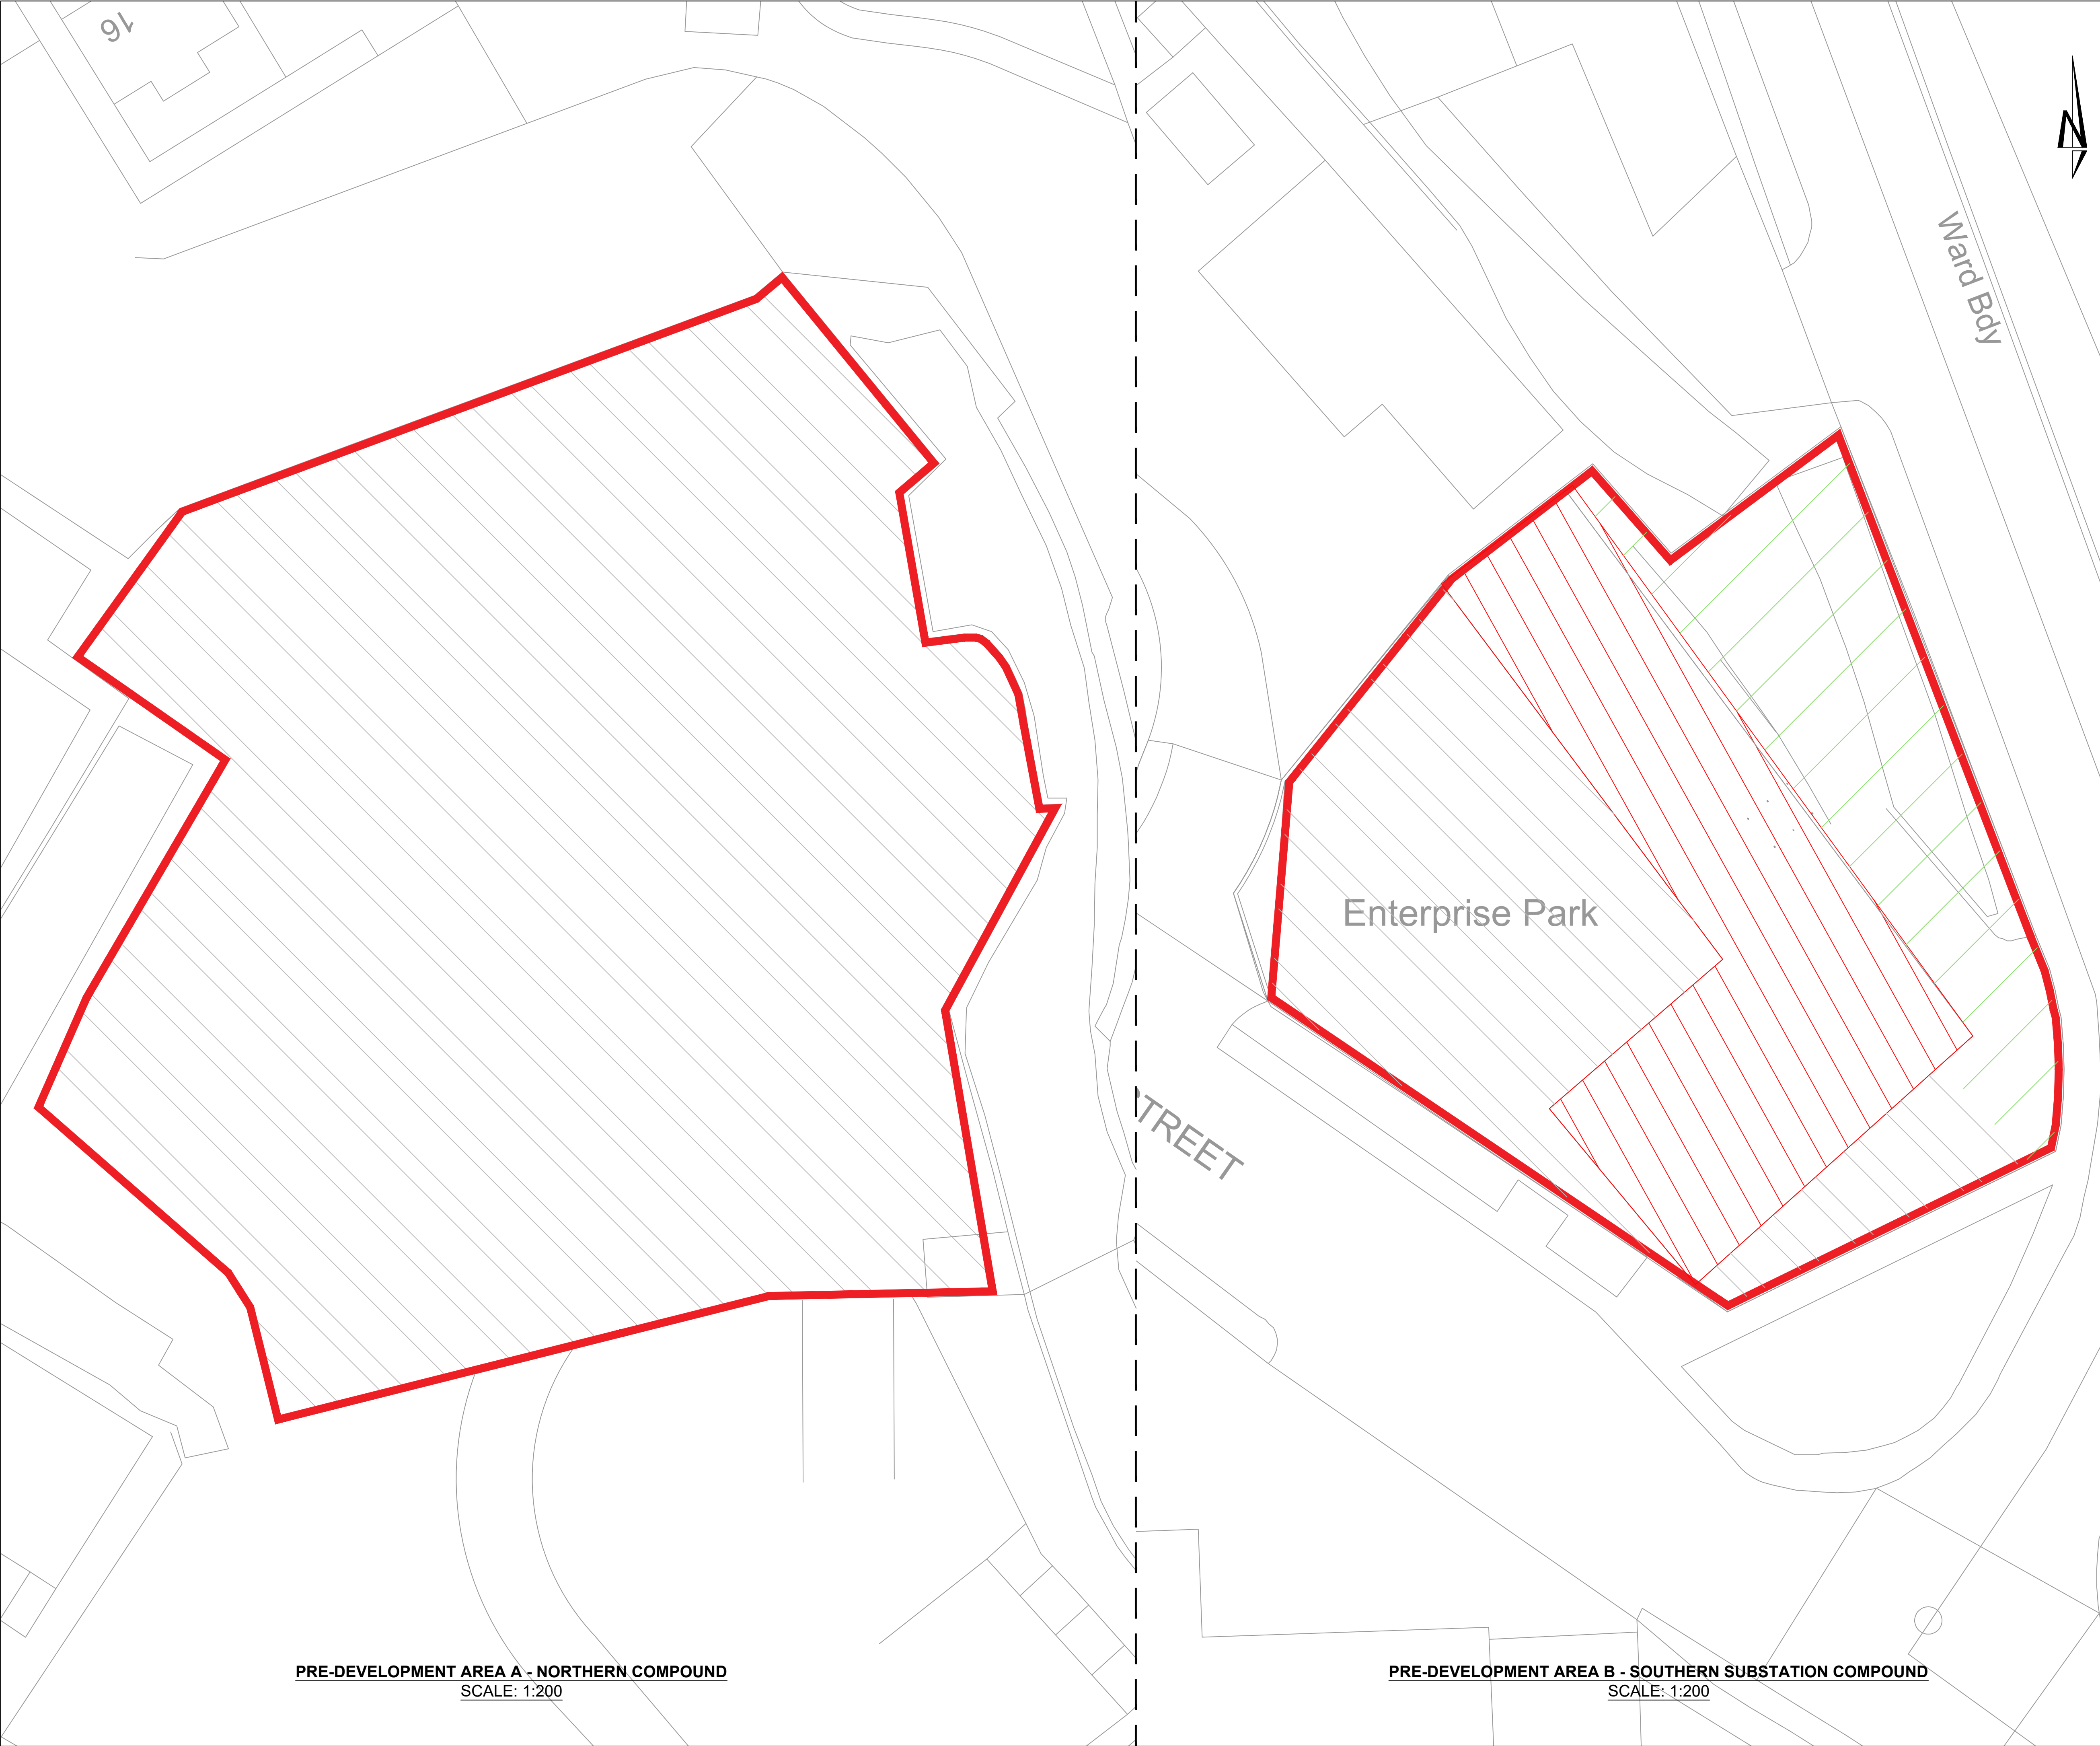 16
N
Ward Bdy
Enterprise Park
TREET
PRE-DEVELOPMENT AREA A - NORTHERN COMPOUND
SCALE: 1:200
PRE-DEVELOPMENT AREA B - SOUTHERN SUBSTATION COMPOUND
SCALE: 1:200